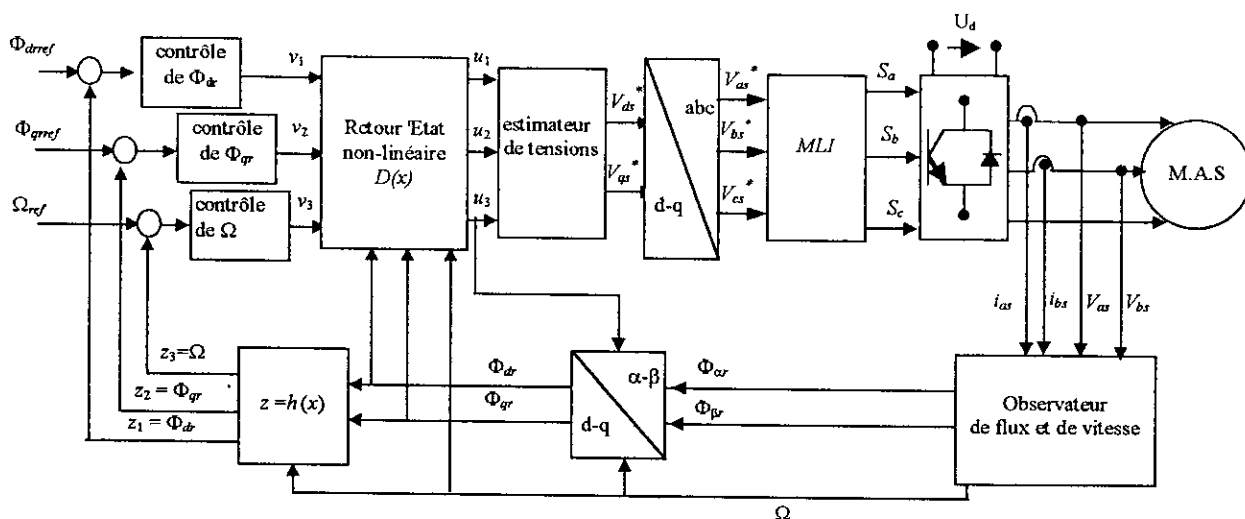 Φdrref
contrôle
de Φdr
v1
Φqrref
contrôle
de Φqr
v2
Ωref
contrôle
de Ω
v3
Retour 'Etat
non-linéaire
D(x)
u1
u2
u3
estimateur
de tensions
Vds*
Vqs*
abc
d-q
Vas*
Vbs*
Vcs*
MLI
Sa
Sb
Sc
Ud
M.A.S
ias
ibs
Vas
Vbs
z3=Ω
z2 = Φqr
z1 = Φdr
z =h(x)
Φdr
Φqr
α-β
d-q
Φαr
Φβr
Observateur
de flux et de vitesse
Ω